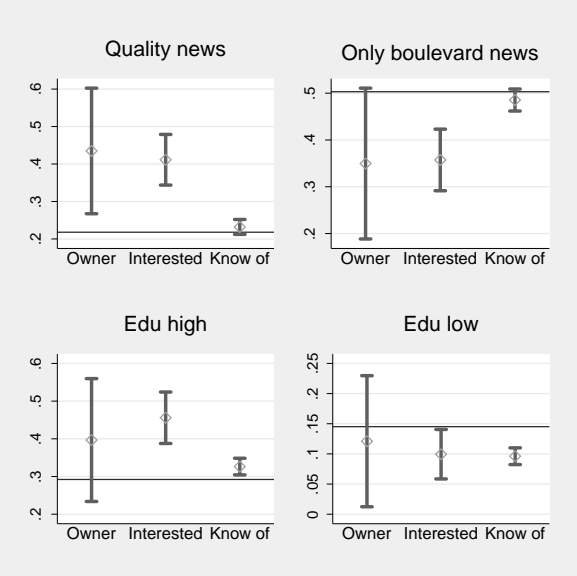 Quality news
.6
.5
.4
.3
.2
Owner Interested Know of
Only boulevard news
.5
.4
.3
.2
Owner Interested Know of
Edu high
.6
.5
.4
.3
.2
Owner Interested Know of
Edu low
.25
.2
.15
.1
.05
0
Owner Interested Know of